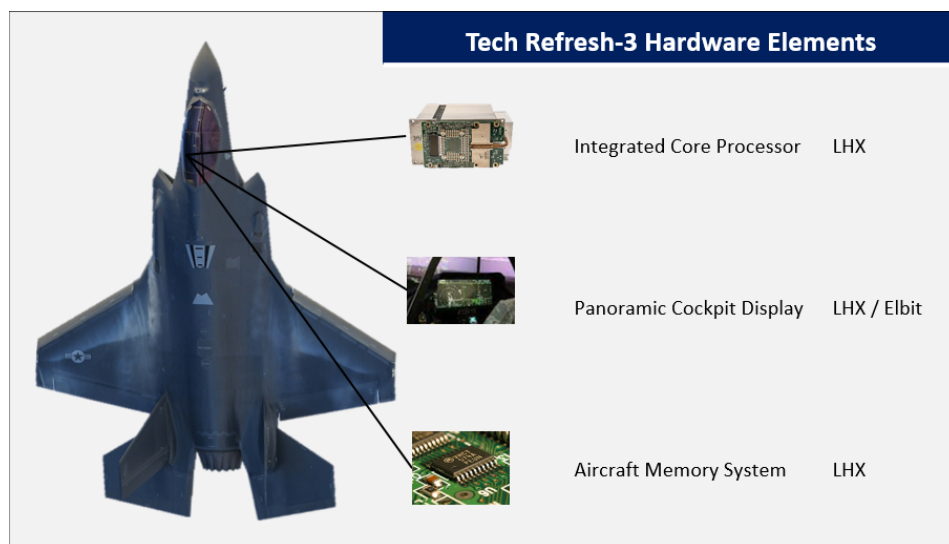 Tech Refresh-3 Hardware Elements
Integrated Core Processor LHX
Panoramic Cockpit Display LHX / Elbit
Aircraft Memory System LHX